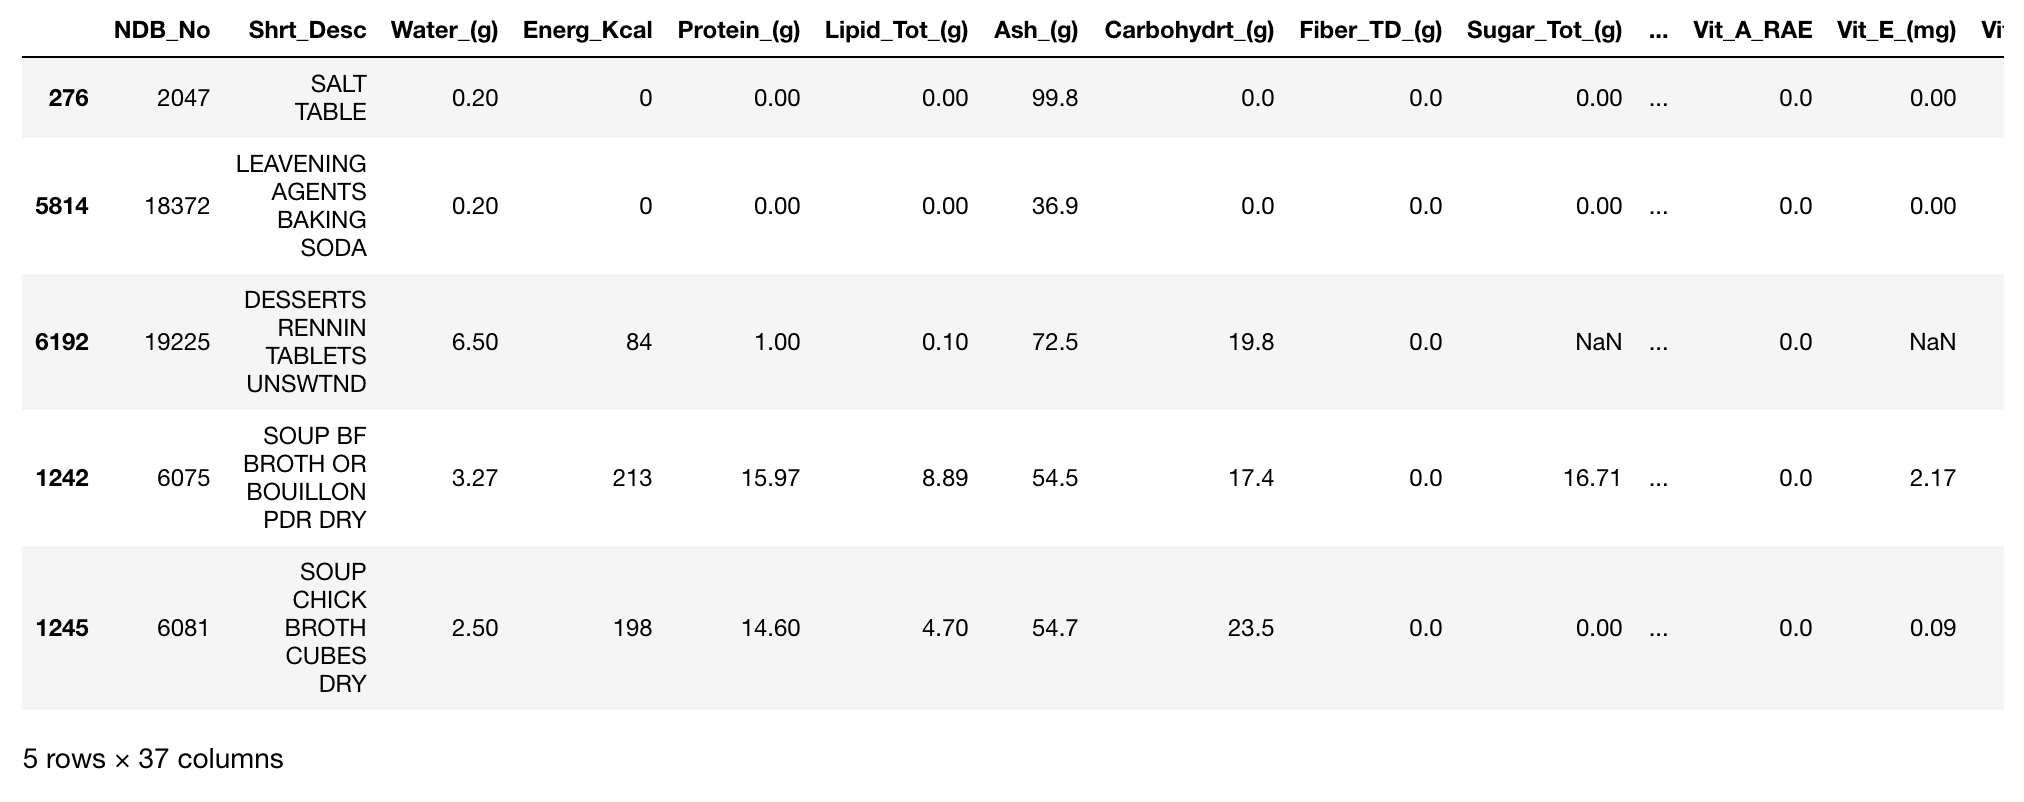 NDB_No Shrt_Desc Water_(g) Energ_Kcal Protein_(g) Lipid_Tot_(g) Ash_(g) Carbohydrt_(g) Fiber_TD_(g) Sugar_Tot_(g) ... Vit_A_RAE Vit_E_(mg) Vit
276 2047 SALT TABLE 0.20 0 0.00 0.00 99.8 0.0 0.0 0.00 ... 0.0 0.00
5814 18372 LEAVENING AGENTS BAKING SODA 0.20 0 0.00 0.00 36.9 0.0 0.0 0.00 ... 0.0 0.00
6192 19225 DESSERTS RENNIN TABLETS UNSWTND 6.50 84 1.00 0.10 72.5 19.8 0.0 NaN ... 0.0 NaN
1242 6075 SOUP BF BROTH OR BOUILLON PDR DRY 3.27 213 15.97 8.89 54.5 17.4 0.0 16.71 ... 0.0 2.17
1245 6081 SOUP CHICK BROTH CUBES DRY 2.50 198 14.60 4.70 54.7 23.5 0.0 0.00 ... 0.0 0.09
5 rows × 37 columns